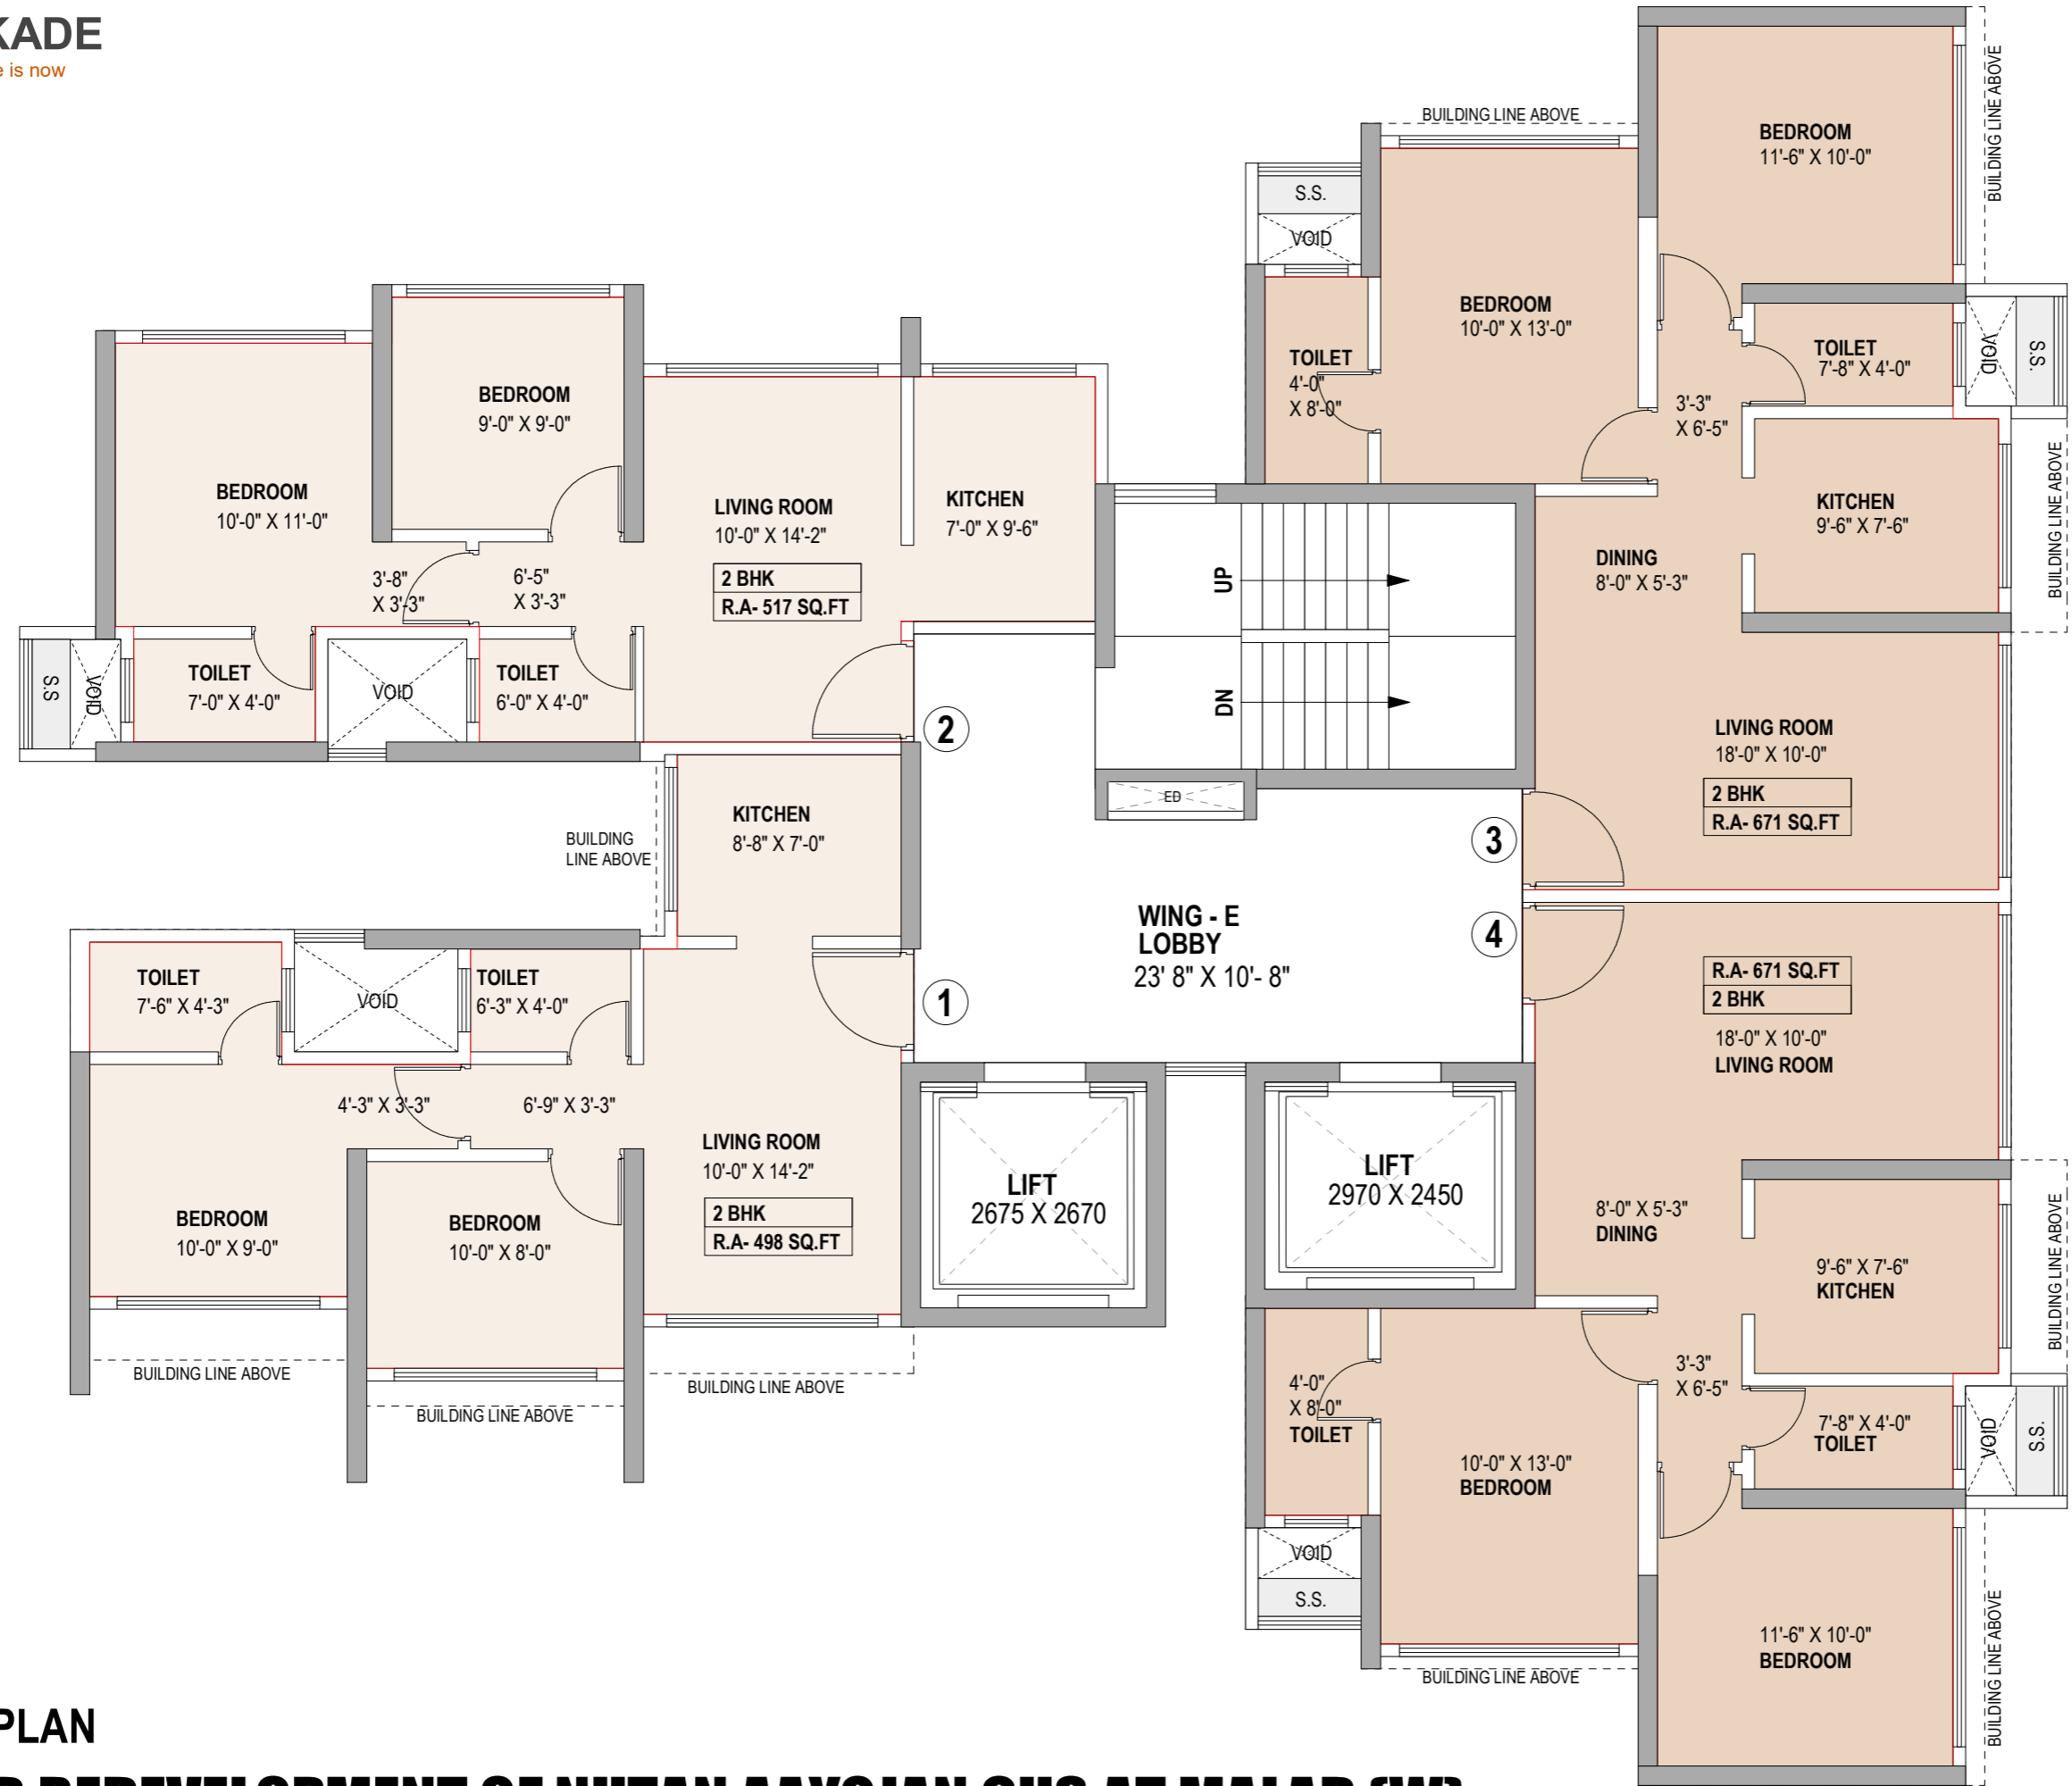 KADE
e is now
BUILDING LINE ABOVE
BEDROOM
11'-6" X 10'-0"
BUILDING LINE ABOVE
S.S.
VOID
BEDROOM
10'-0" X 13'-0"
TOILET
4'-0"
X 8'-0"
TOILET
7'-8" X 4'-0"
VOID
S.S.
3'-3"
X 6'-5"
KITCHEN
9'-6" X 7'-6"
BUILDING LINE ABOVE
DINING
8'-0" X 5'-3"
LIVING ROOM
18'-0" X 10'-0"
2 BHK
R.A- 671 SQ.FT
3
BEDROOM
9'-0" X 9'-0"
BEDROOM
10'-0" X 11'-0"
LIVING ROOM
10'-0" X 14'-2"
2 BHK
R.A- 517 SQ.FT
KITCHEN
7'-0" X 9'-6"
3'-8"
X 3'-3"
6'-5"
X 3'-3"
S.S
VOID
TOILET
7'-0" X 4'-0"
VOID
TOILET
6'-0" X 4'-0"
2
UP
DN
ED
KITCHEN
8'-8" X 7'-0"
BUILDING
LINE ABOVE
WING - E
LOBBY
23' 8" X 10'- 8"
4
1
TOILET
7'-6" X 4'-3"
VOID
TOILET
6'-3" X 4'-0"
4'-3" X 3'-3"
6'-9" X 3'-3"
LIVING ROOM
10'-0" X 14'-2"
2 BHK
R.A- 498 SQ.FT
BEDROOM
10'-0" X 9'-0"
BEDROOM
10'-0" X 8'-0"
BUILDING LINE ABOVE
BUILDING LINE ABOVE
BUILDING LINE ABOVE
LIFT
2675 X 2670
LIFT
2970 X 2450
R.A- 671 SQ.FT
2 BHK
18'-0" X 10'-0"
LIVING ROOM
8'-0" X 5'-3"
DINING
9'-6" X 7'-6"
KITCHEN
BUILDING LINE ABOVE
3'-3"
X 6'-5"
4'-0"
X 8'-0"
TOILET
7'-8" X 4'-0"
TOILET
VOID
S.S.
10'-0" X 13'-0"
BEDROOM
VOID
S.S.
11'-6" X 10'-0"
BEDROOM
BUILDING LINE ABOVE
BUILDING LINE ABOVE
PLAN
REDEVELOPMENT OF NUTAN AAYOJAN CHS AT MALAD (W)